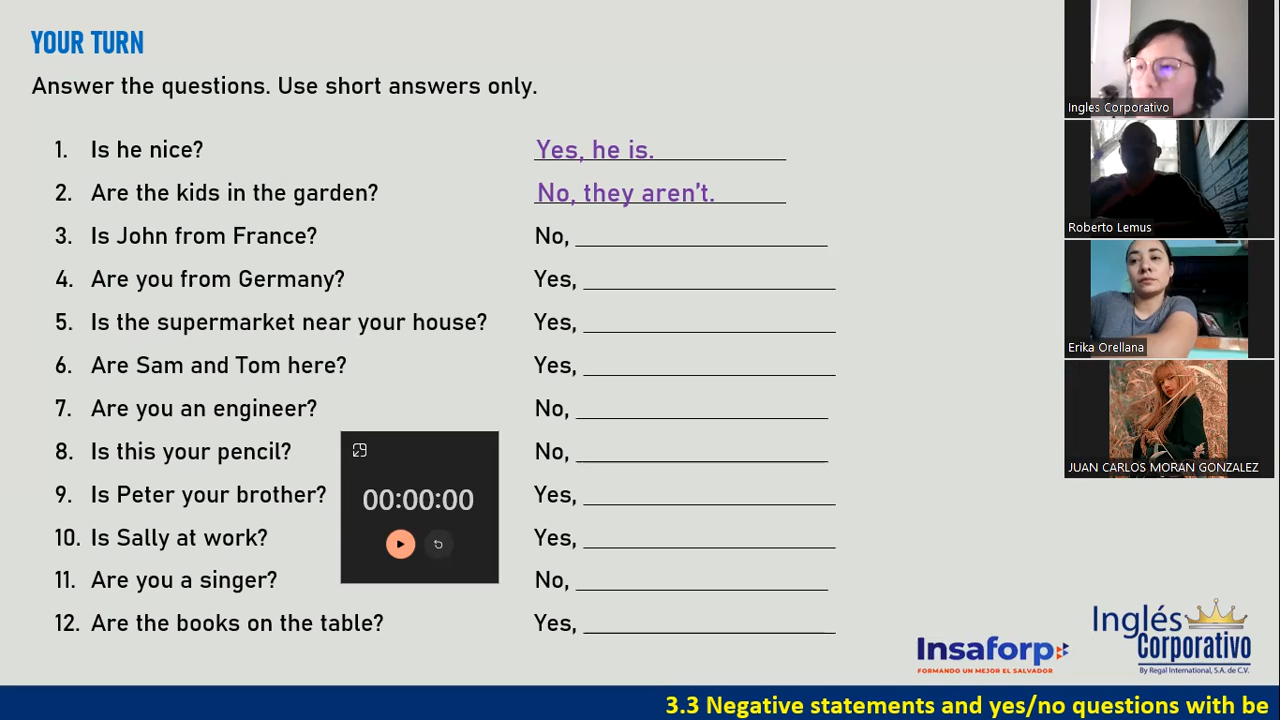 YOUR TURN
Answer the questions. Use short answers only.
1. Is he nice? Yes, he is.
2. Are the kids in the garden? No, they aren't.
3. Is John from France? No,
4. Are you from Germany? Yes,
5. Is the supermarket near your house? Yes,
6. Are Sam and Tom here? Yes,
7. Are you an engineer? No,
8. Is this your pencil? No,
9. Is Peter your brother? Yes,
10. Is Sally at work? Yes,
11. Are you a singer? No,
12. Are the books on the table? Yes,
00:00:00
Ingles Corporativo
Roberto Lemus
Erika Orellana
JUAN CARLOS MORAN GONZALEZ
Insaforp
FORMANDO UN MEJOR EL SALVADOR
Inglés
Corporativo
By Regal International, S.A. de C.V.
3.3 Negative statements and yes/no questions with be